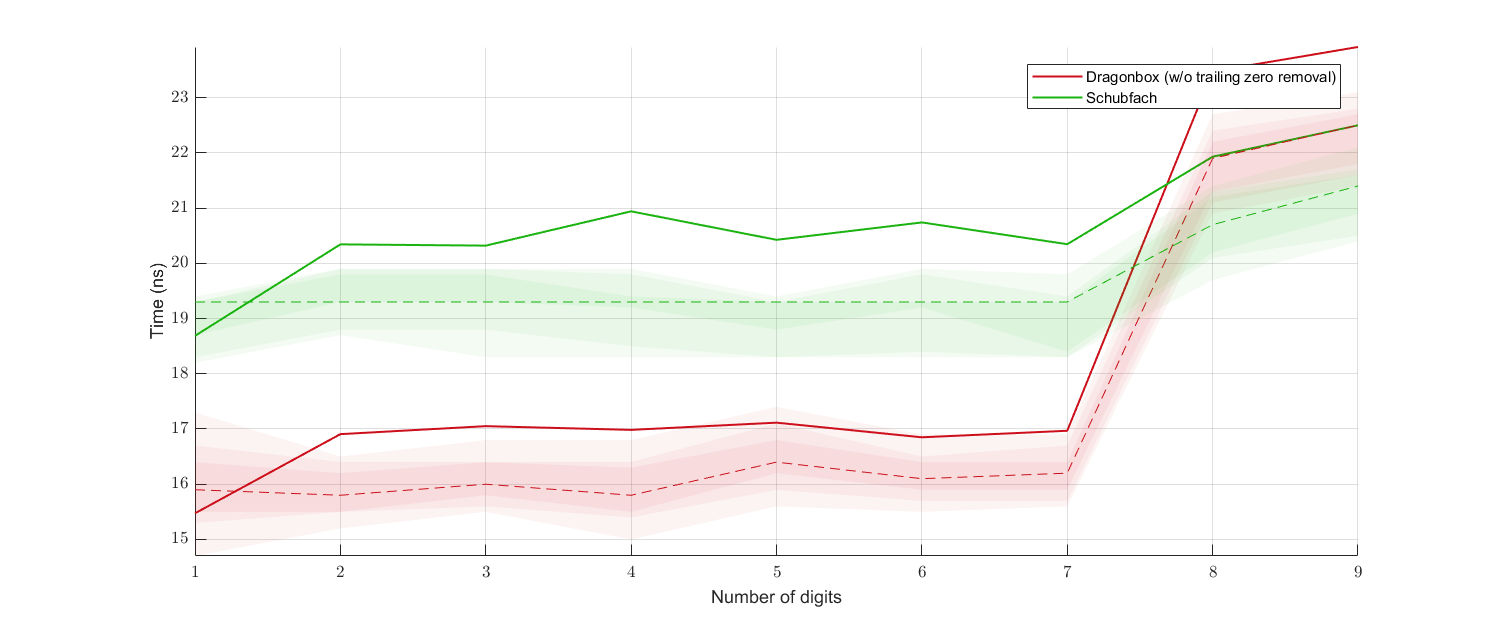 Dragonbox (w/o trailing zero removal)
Schubfach
23
22
21
20
19
18
17
16
15
Time (ns)
1 2 3 4 5 6 7 8 9
Number of digits